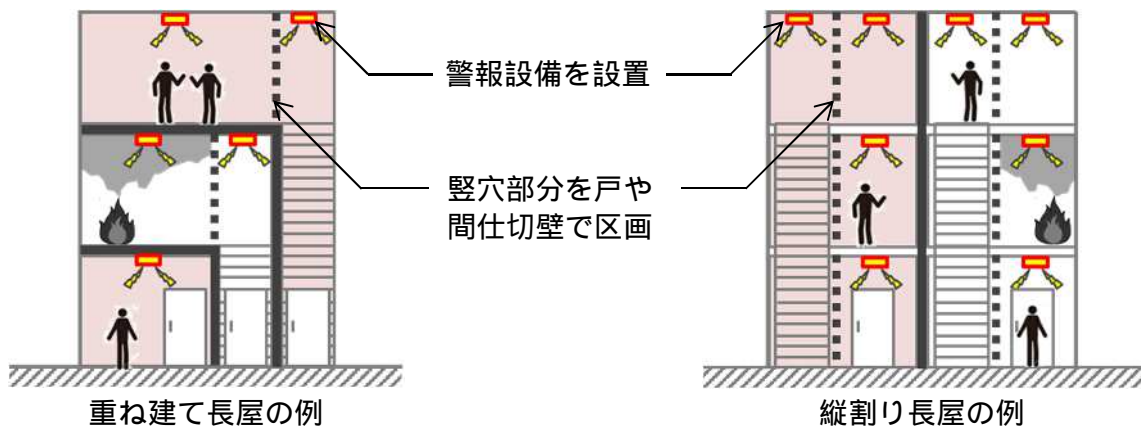 警報設備を設置
竪穴部分を戸や
間仕切壁で区画
重ね建て長屋の例
縦割り長屋の例